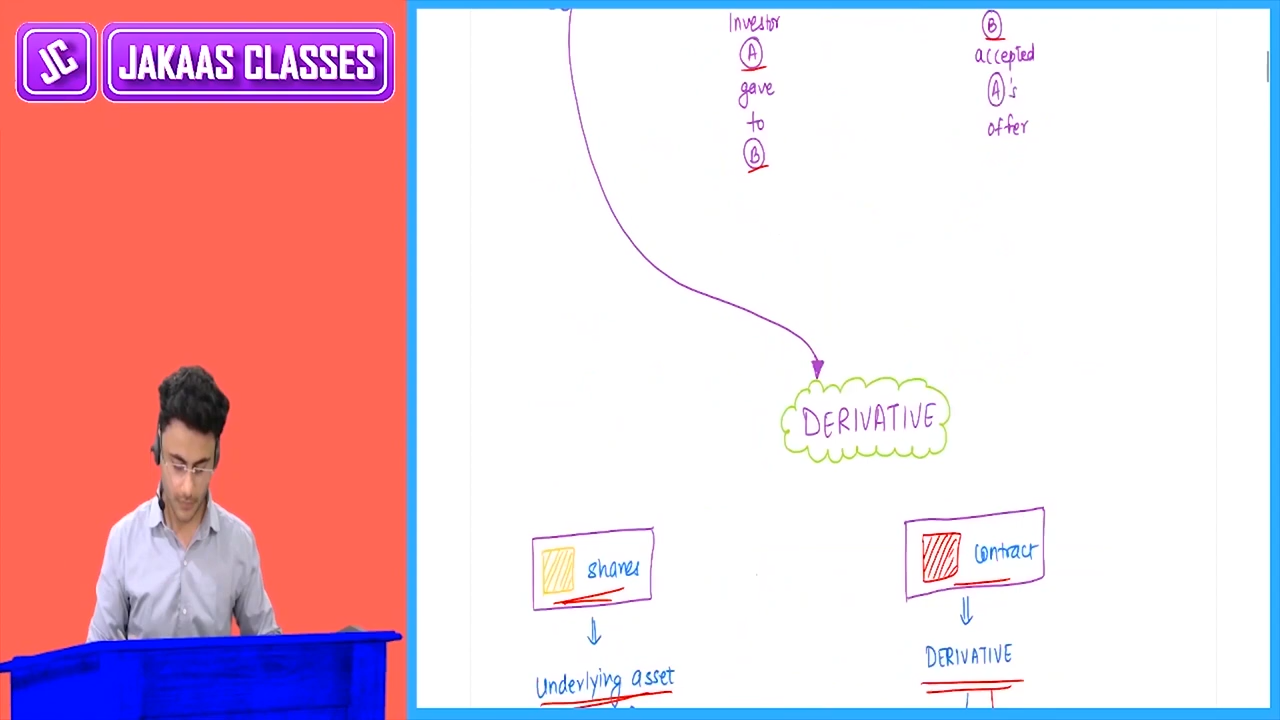 JC
JAKAAS CLASSES
Investor
A
gave
to
B
B
accepted
A's
offer
DERIVATIVE
shares
contract
Underlying asset
DERIVATIVE